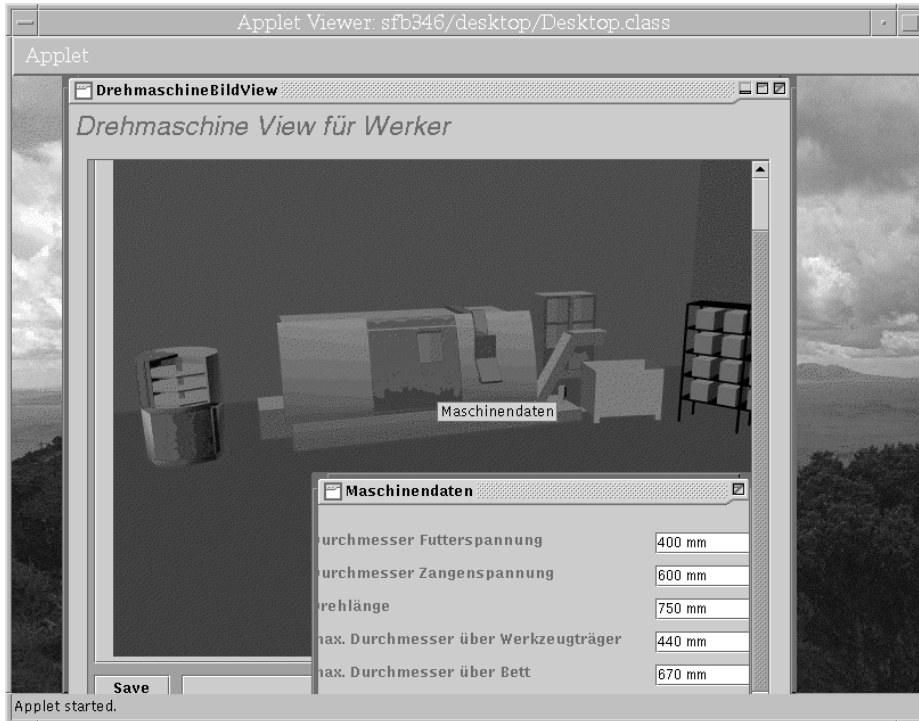 Applet Viewer: sfb346/desktop/Desktop.class
Applet
DrehmaschineBildView
Drehmaschine View für Werker
Maschinendaten
Maschinendaten
urchmesser Futterspannung 400 mm
urchmesser Zangenspannung 600 mm
rehlänge 750 mm
max. Durchmesser über Werkzeugträger 440 mm
max. Durchmesser über Bett 670 mm
Save
Applet started.